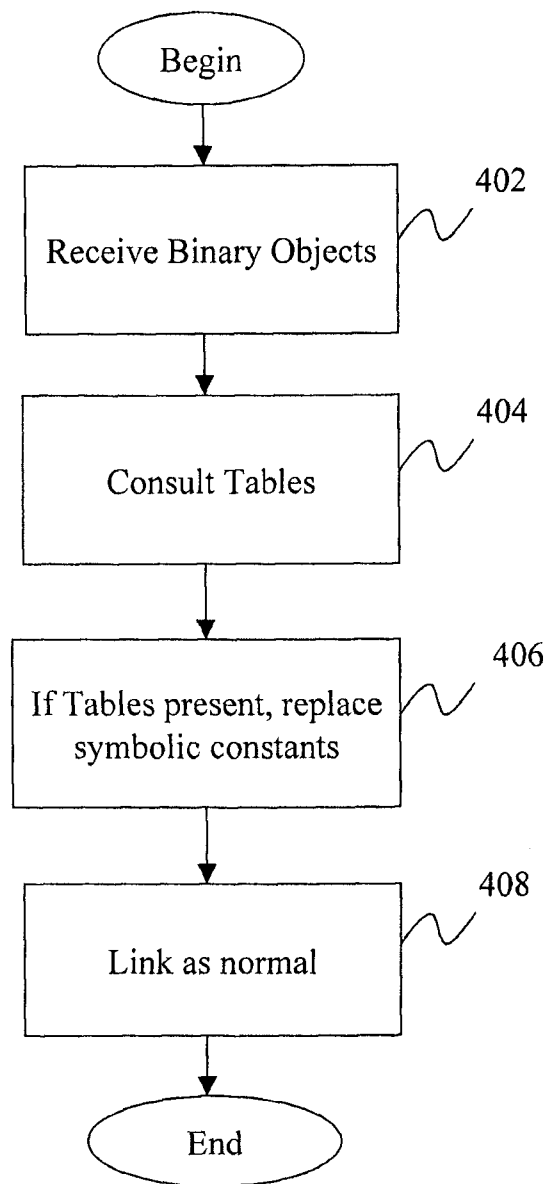 Begin
402
Receive Binary Objects
404
Consult Tables
406
If Tables present, replace
symbolic constants
408
Link as normal
End